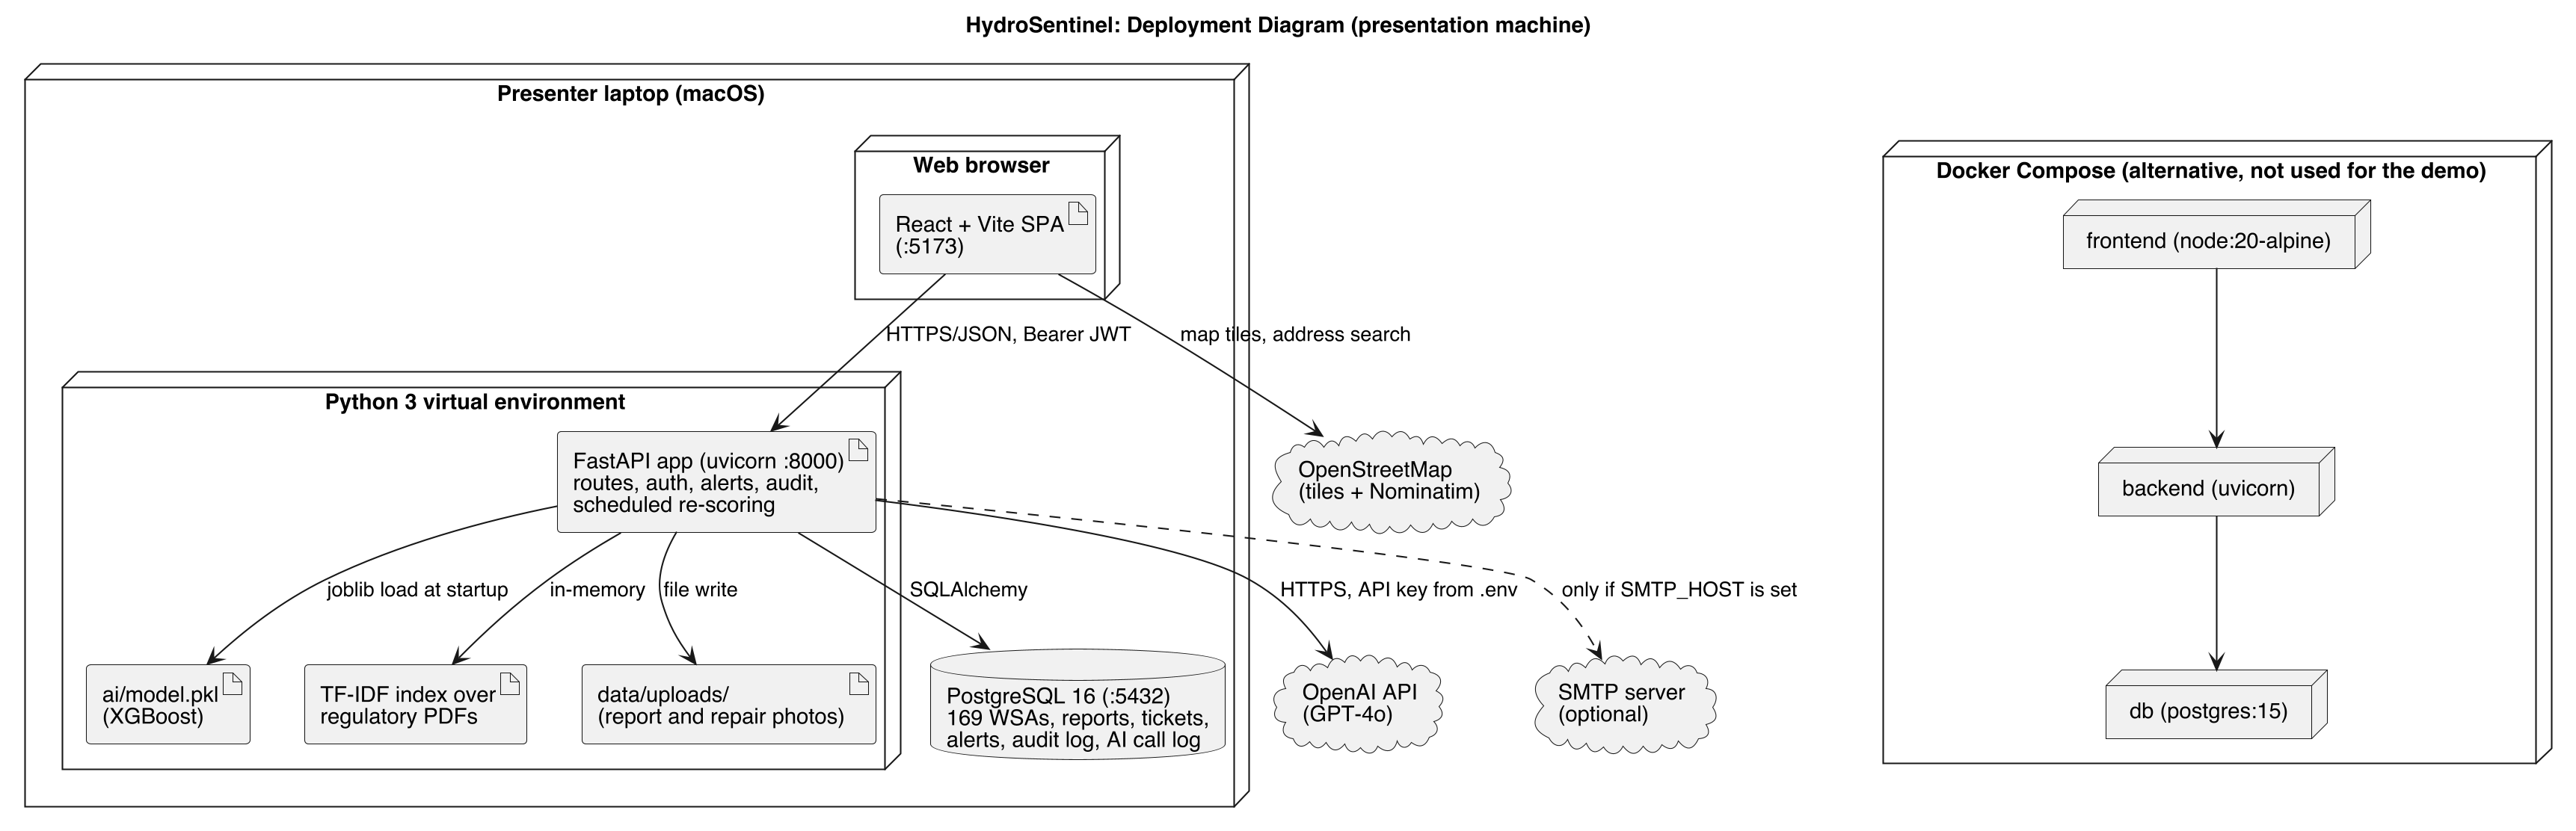 HydroSentinel: Deployment Diagram (presentation machine)
Presenter laptop (macOS)
Web browser
React + Vite SPA
(:5173)
HTTPS/JSON, Bearer JWT
map tiles, address search
Python 3 virtual environment
FastAPI app (uvicorn :8000)
routes, auth, alerts, audit,
scheduled re-scoring
OpenStreetMap
(tiles + Nominatim)
joblib load at startup
in-memory
file write
SQLAlchemy
HTTPS, API key from .env
only if SMTP_HOST is set
ai/model.pkl
(XGBoost)
TF-IDF index over
regulatory PDFs
data/uploads/
(report and repair photos)
PostgreSQL 16 (:5432)
169 WSAs, reports, tickets,
alerts, audit log, AI call log
OpenAI API
(GPT-4o)
SMTP server
(optional)
Docker Compose (alternative, not used for the demo)
frontend (node:20-alpine)
backend (uvicorn)
db (postgres:15)